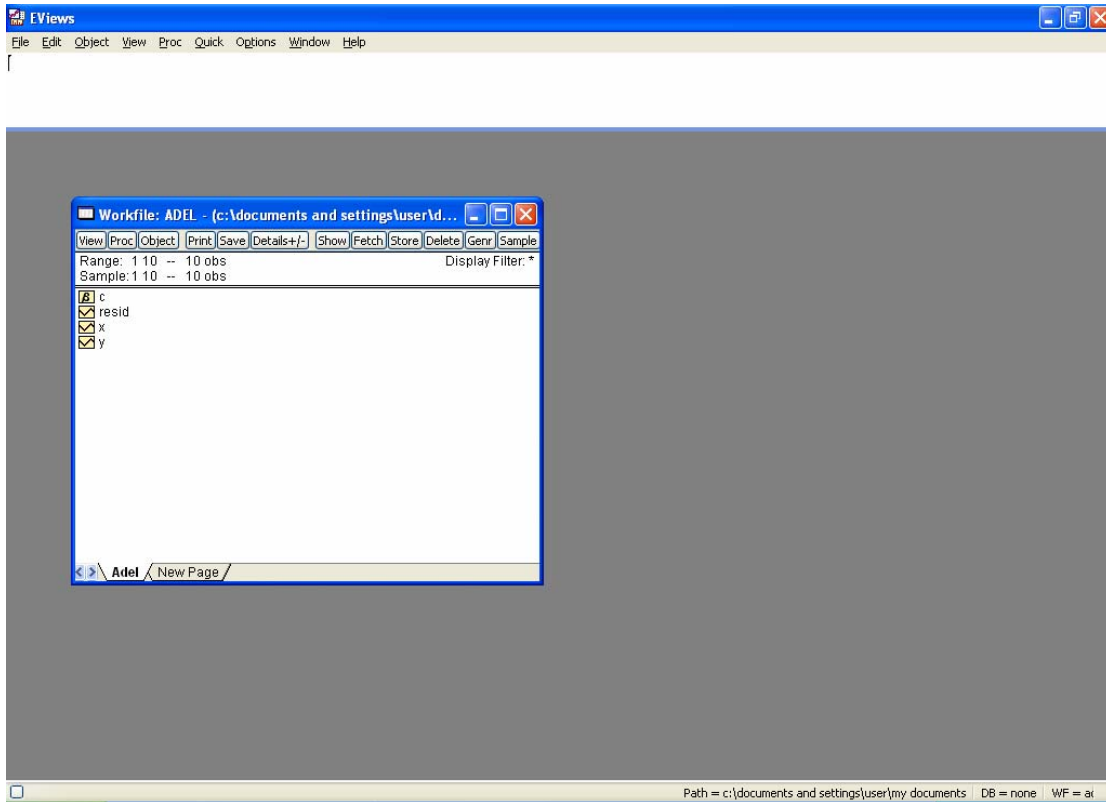 EViews
File Edit Object View Proc Quick Options Window Help
Workfile: ADEL - (c:\documents and settings\user\d...
View Proc Object Print Save Details+/- Show Fetch Store Delete Genr Sample
Range: 1 10 -- 10 obs Display Filter: *
Sample: 1 10 -- 10 obs
β c
resid
x
y
Adel New Page
Path = c:\documents and settings\user\my documents DB = none WF =